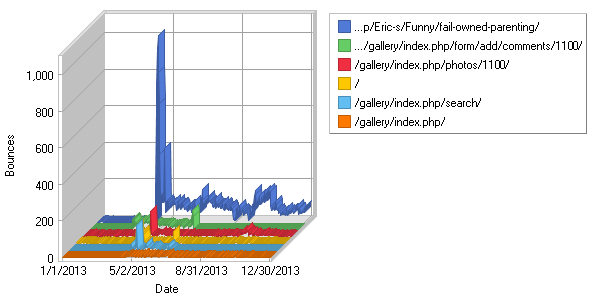 ...p/Eric-s/Funny/fail-owned-parenting/
.../gallery/index.php/form/add/comments/1100/
/gallery/index.php/photos/1100/
/
/gallery/index.php/search/
/gallery/index.php/
1,000
800
600
400
200
0
Bounces
1/1/2013 5/2/2013 8/31/2013 12/30/2013
Date